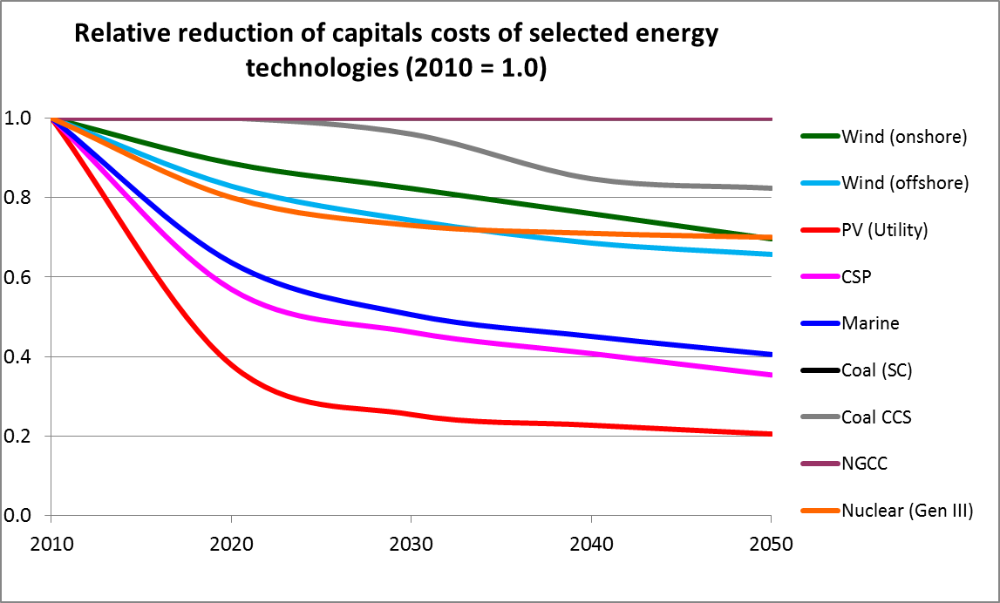 Relative reduction of capitals costs of selected energy
technologies (2010 = 1.0)
1.0
0.8
0.6
0.4
0.2
0.0
2010
2020
2030
2040
2050
Wind (onshore)
Wind (offshore)
PV (Utility)
CSP
Marine
Coal (SC)
Coal CCS
NGCC
Nuclear (Gen III)